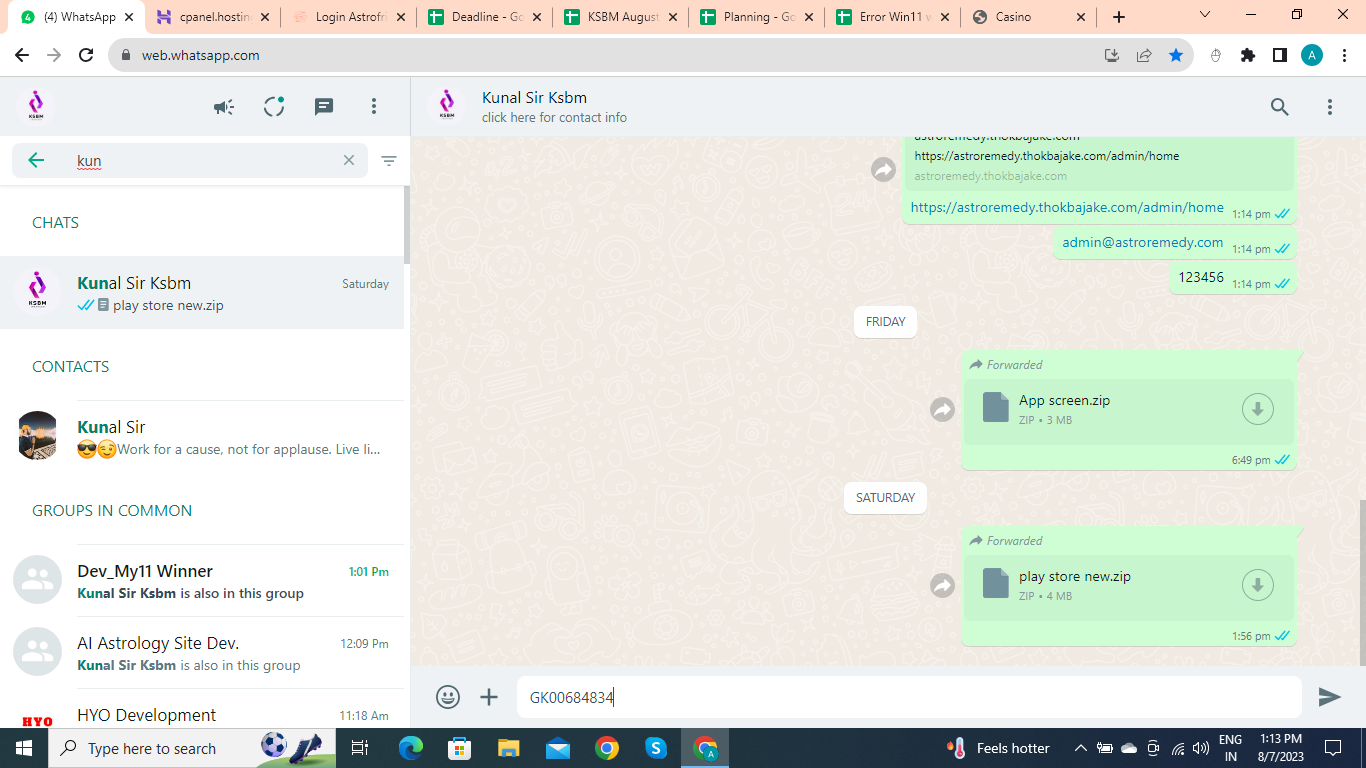 (4) WhatsApp
cpanel.hosting
Login Astrofri
Deadline - Go
KSBM August
Planning - Go
Error Win11 w
Casino
web.whatsapp.com
A
KSBM
kun
CHATS
Kunal Sir Ksbm
Saturday
play store new.zip
KSBM
CONTACTS
Kunal Sir
😎😉Work for a cause, not for applause. Live li...
GROUPS IN COMMON
Dev_My11 Winner
1:01 Pm
Kunal Sir Ksbm is also in this group
AI Astrology Site Dev.
12:09 Pm
Kunal Sir Ksbm is also in this group
HYO
HYO Development
11:18 Am
KSBM
Kunal Sir Ksbm
click here for contact info
astroremedy.thokbajake.com
https://astroremedy.thokbajake.com/admin/home
astroremedy.thokbajake.com
https://astroremedy.thokbajake.com/admin/home 1:14 pm
admin@astroremedy.com 1:14 pm
123456 1:14 pm
FRIDAY
Forwarded
App screen.zip
ZIP • 3 MB
6:49 pm
SATURDAY
Forwarded
play store new.zip
ZIP • 4 MB
1:56 pm
GK00684834
Type here to search
Feels hotter
ENG
IN
1:13 PM
8/7/2023